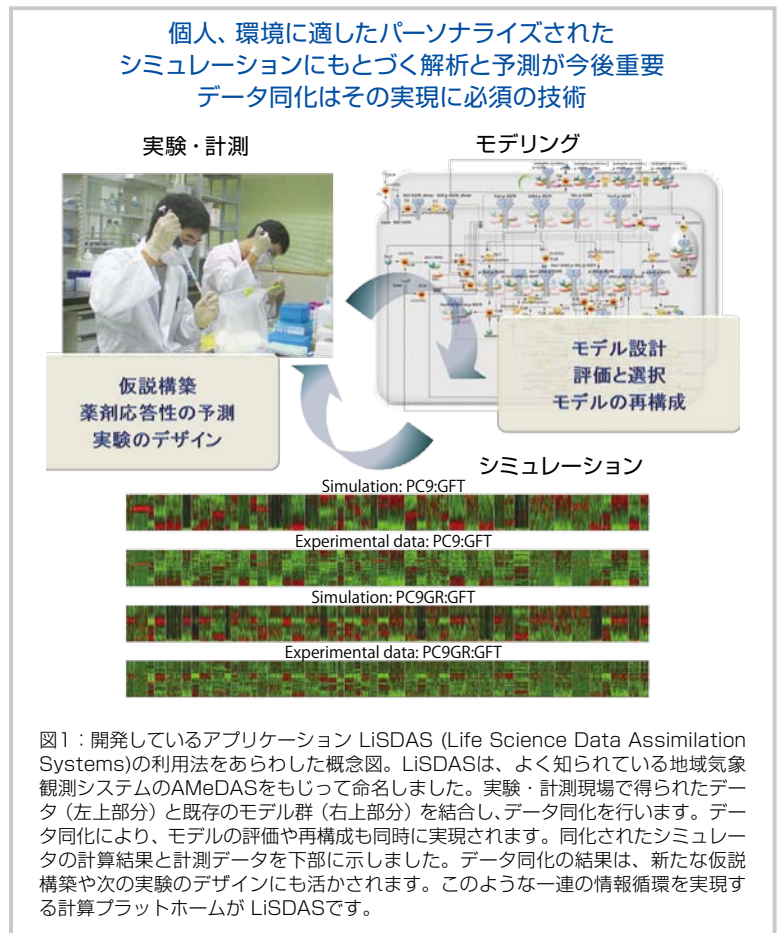 個人、環境に適したパーソナライズされた
シミュレーションにもとづく解析と予測が今後重要
データ同化はその実現に必須の技術
実験・計測
モデリング
仮説構築
薬剤応答性の予測
実験のデザイン
モデル設計
評価と選択
モデルの再構成
シミュレーション
Simulation: PC9:GFT
Experimental data: PC9:GFT
Simulation: PC9GR:GFT
Experimental data: PC9GR:GFT
図1：開発しているアプリケーション LiSDAS (Life Science Data Assimilation
Systems)の利用法をあらわした概念図。LiSDASは、よく知られている地域気象
観測システムのAMeDASをもじって命名しました。実験・計測現場で得られたデー
タ（左上部分）と既存のモデル群（右上部分）を結合し、データ同化を行います。デー
タ同化により、モデルの評価や再構成も同時に実現されます。同化されたシミュレー
タの計算結果と計測データを下部に示しました。データ同化の結果は、新たな仮説
構築や次の実験のデザインにも活かされます。このような一連の情報循環を実現す
る計算プラットホームが LiSDASです。